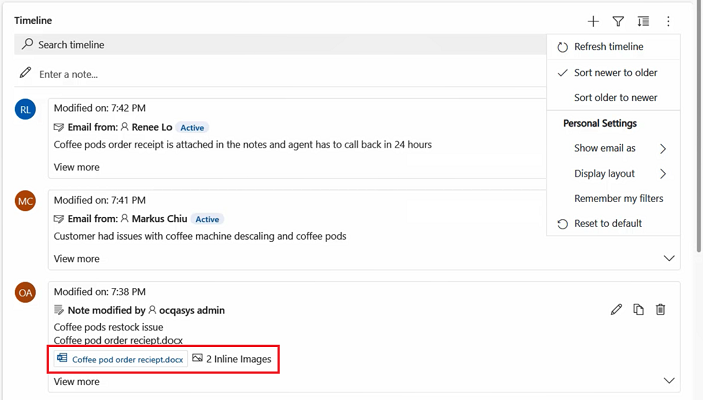 Timeline
Search timeline
Refresh timeline
Enter a note...
Sort newer to older
Sort older to newer
RL
Modified on: 7:42 PM
Email from: Renee Lo Active
Coffee pods order receipt is attached in the notes and agent has to call back in 24 hours
View more
Personal Settings
Show email as
Display layout
Remember my filters
Reset to default
MC
Modified on: 7:41 PM
Email from: Markus Chiu Active
Customer had issues with coffee machine descaling and coffee pods
View more
OA
Modified on: 7:38 PM
Note modified by ocqasys admin
Coffee pods restock issue
Coffee pod order reciept.docx
Coffee pod order reciept.docx 2 Inline Images
View more